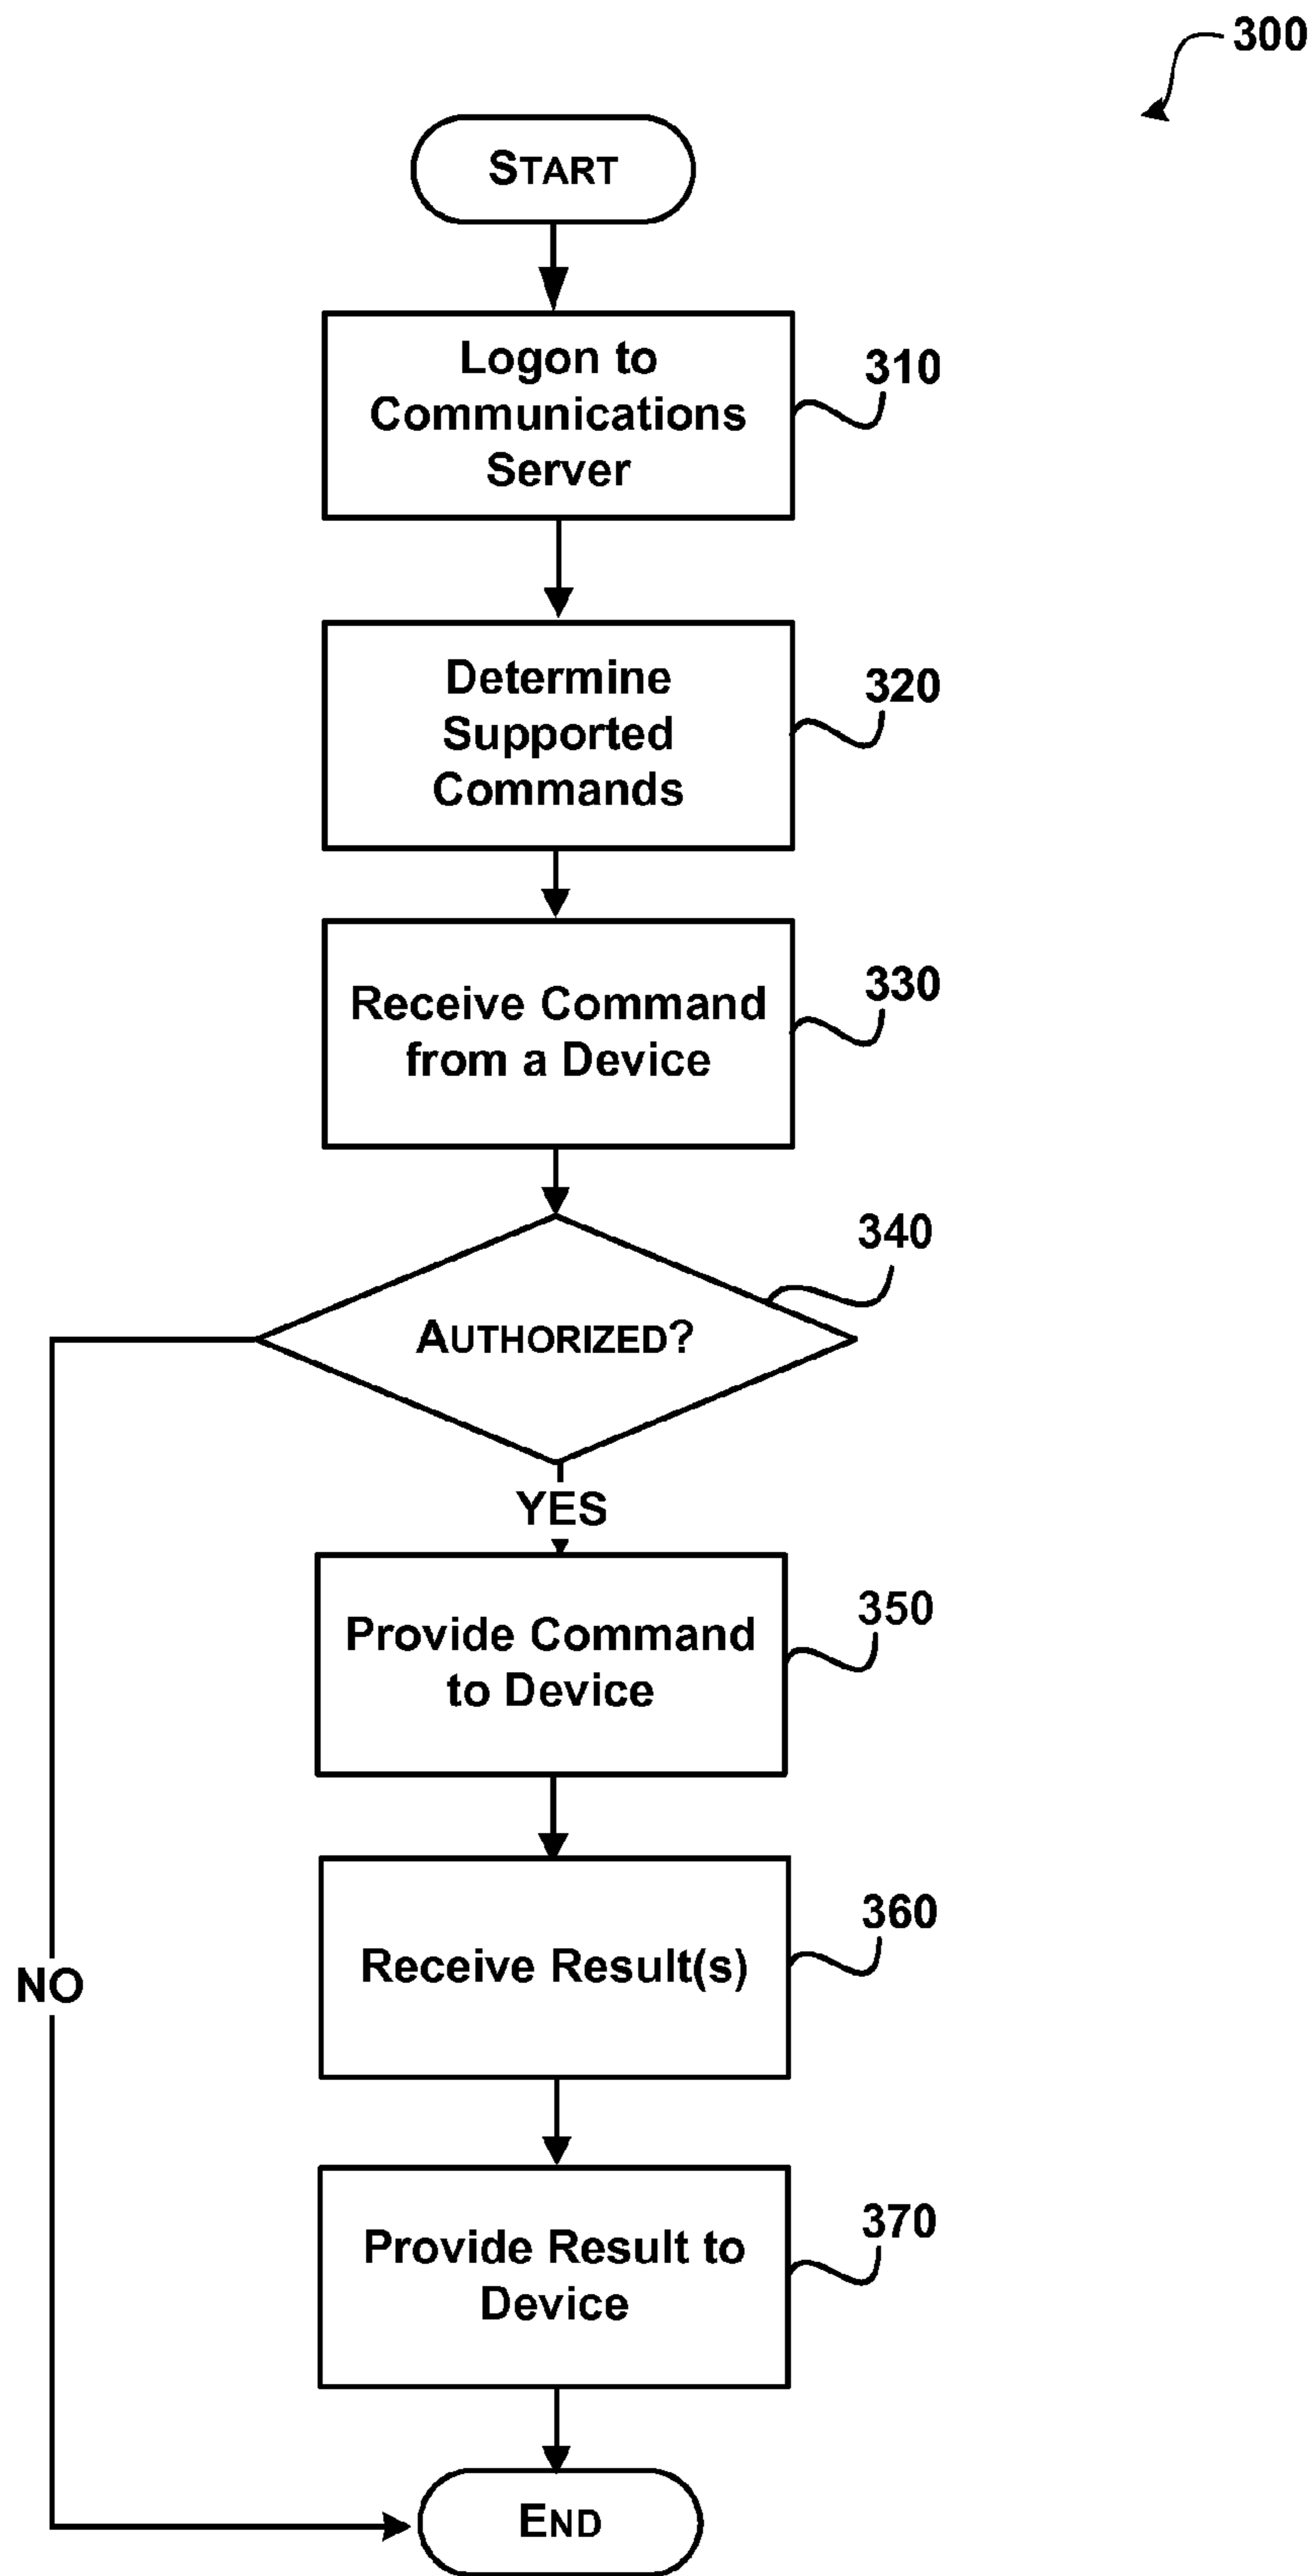 300
START
Logon to
Communications
Server
310
Determine
Supported
Commands
320
Receive Command
from a Device
330
340
AUTHORIZED?
YES
Provide Command
to Device
350
Receive Result(s)
360
NO
Provide Result to
Device
370
END